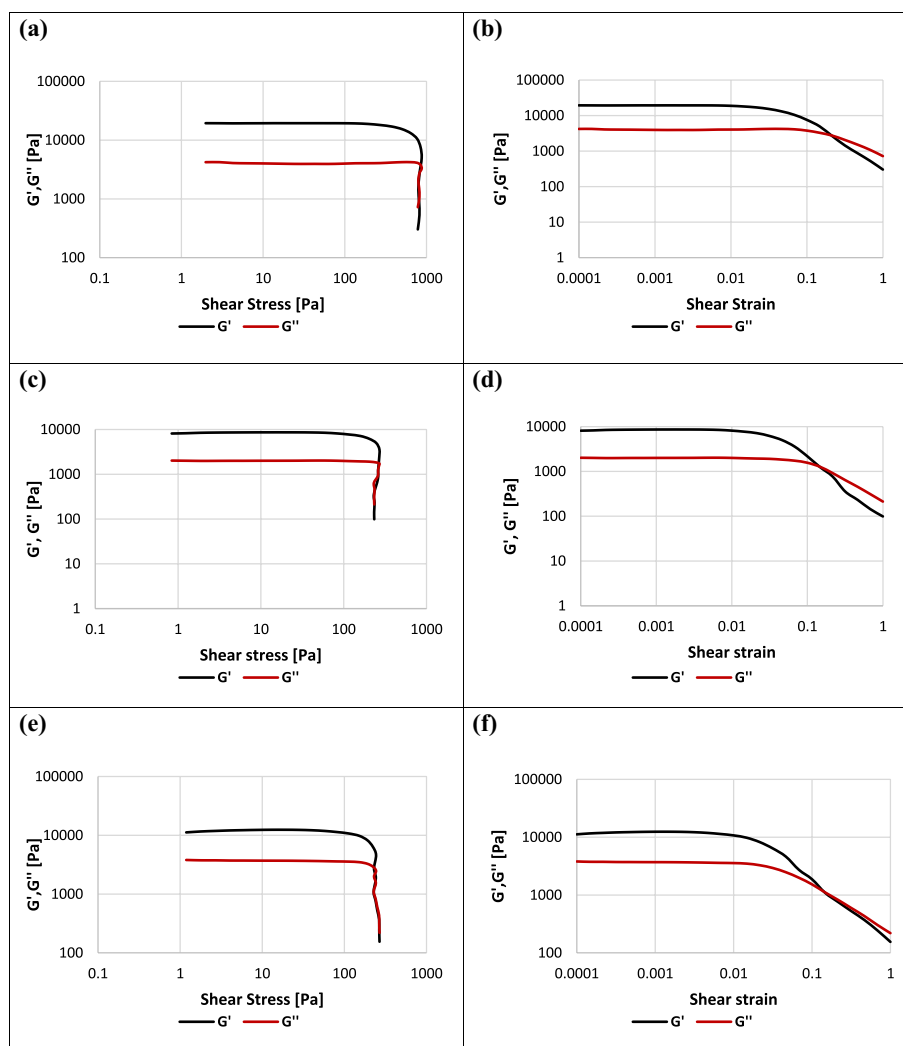 (a)
G',G'' [Pa]
100000
10000
1000
100
0.1 1 10 100 1000
Shear Stress [Pa]
G' G''
(b)
G',G'' [Pa]
100000
10000
1000
100
10
1
0.0001 0.001 0.01 0.1 1
Shear Strain
G' G''
(c)
G', G'' [Pa]
10000
1000
100
10
1
0.1 1 10 100 1000
Shear stress [Pa]
G' G''
(d)
G', G'' [Pa]
10000
1000
100
10
1
0.0001 0.001 0.01 0.1 1
Shear strain
G' G''
(e)
G',G'' [Pa]
100000
10000
1000
100
0.1 1 10 100 1000
Shear Stress [Pa]
G' G''
(f)
G',G'' [Pa]
100000
10000
1000
100
0.0001 0.001 0.01 0.1 1
Shear strain
G' G''